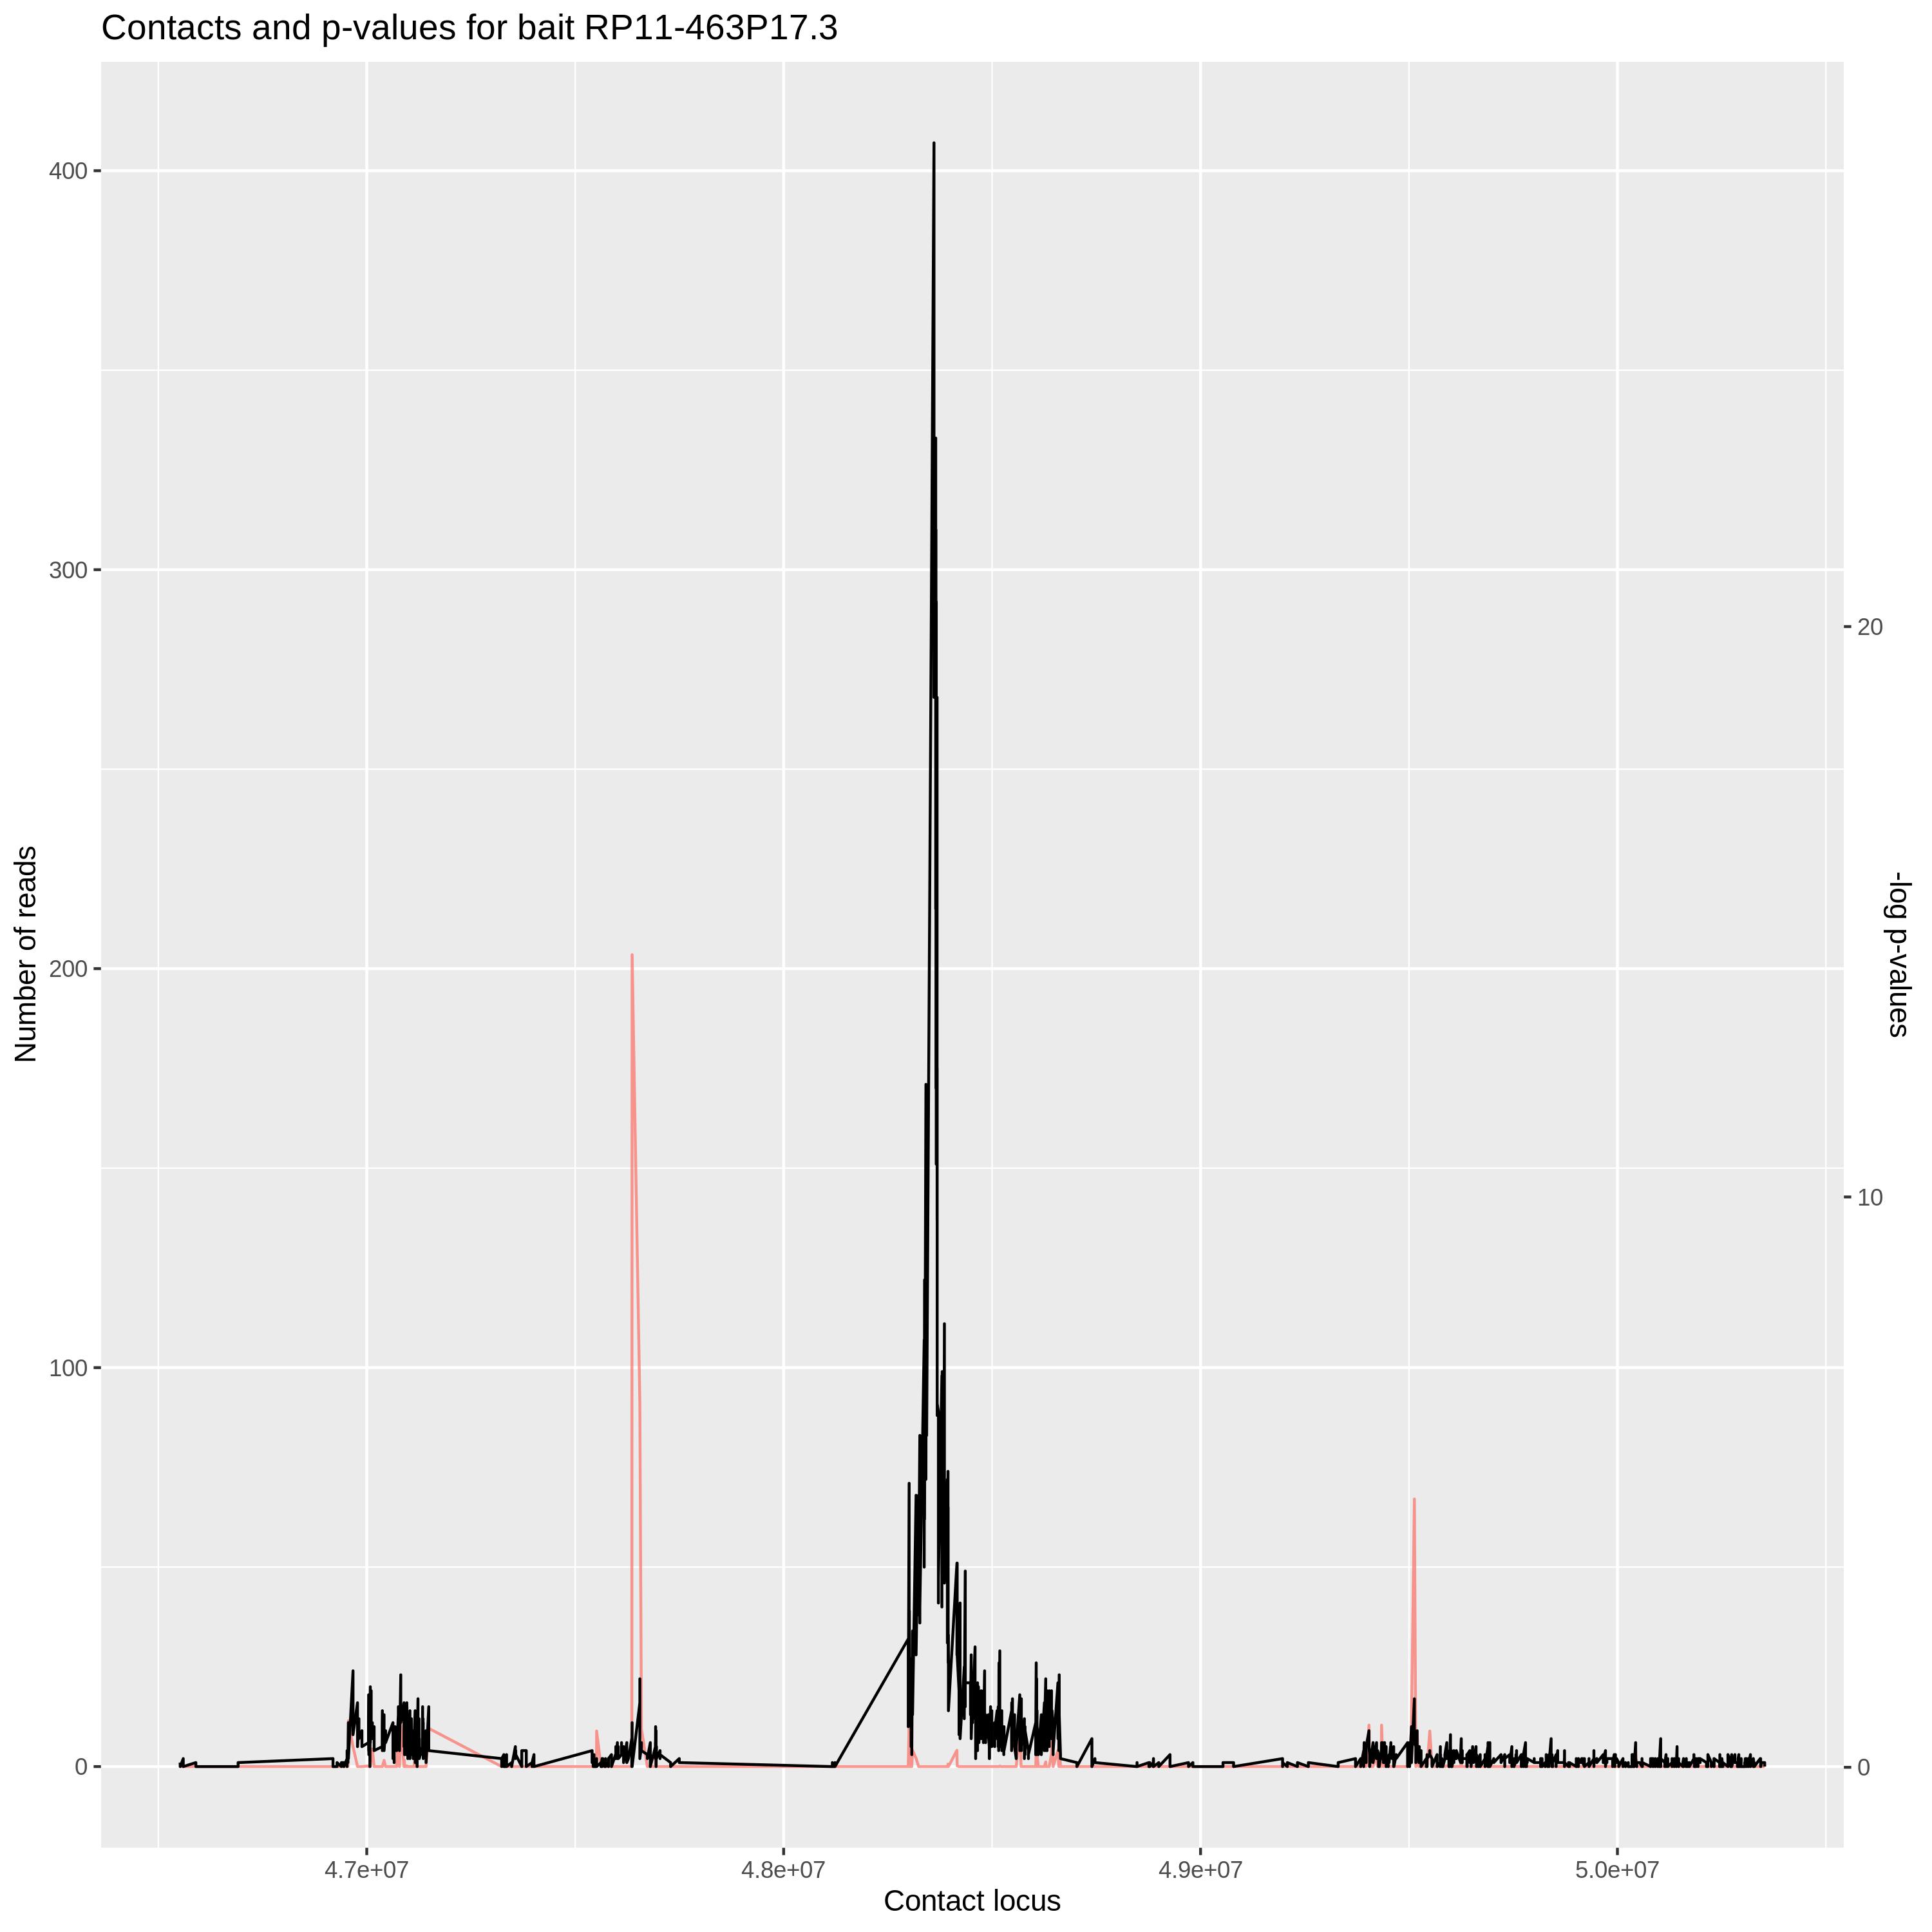 Contacts and p-values for bait RP11-463P17.3
400
300
200
100
0
Number of reads
20
10
0
-log p-values
4.7e+07
4.8e+07
4.9e+07
5.0e+07
Contact locus